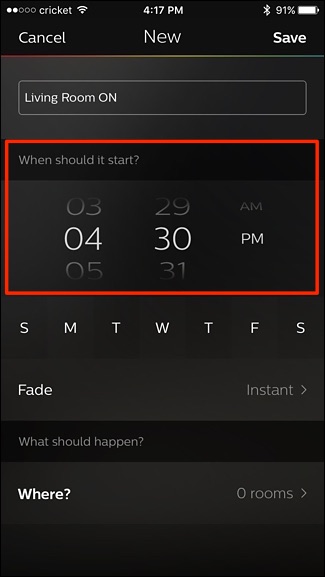 cricket 4:17 PM 91%
Cancel New Save
Living Room ON
When should it start?
03 29 AM
04 30 PM
05 31
S M T W T F S
Fade Instant >
What should happen?
Where? 0 rooms >